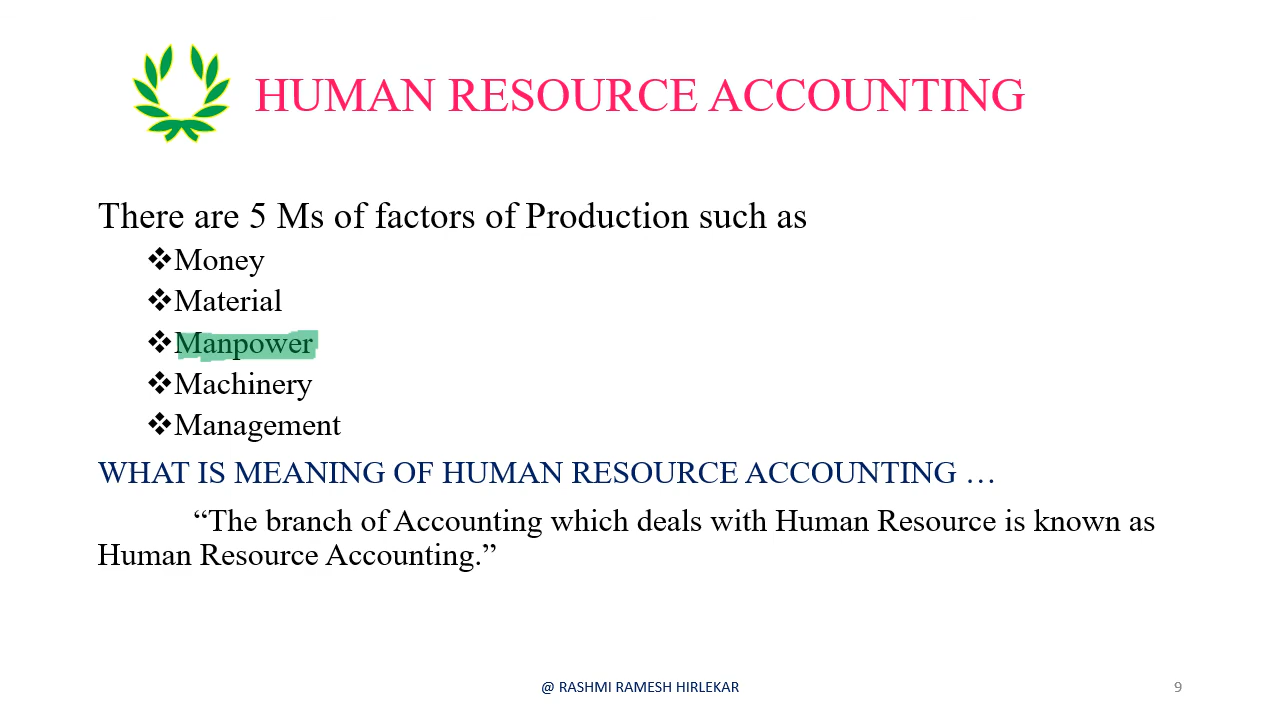 HUMAN RESOURCE ACCOUNTING
There are 5 Ms of factors of Production such as
❖Money
❖Material
❖Manpower
❖Machinery
❖Management
WHAT IS MEANING OF HUMAN RESOURCE ACCOUNTING …
“The branch of Accounting which deals with Human Resource is known as
Human Resource Accounting.”
@ RASHMI RAMESH HIRLEKAR
9